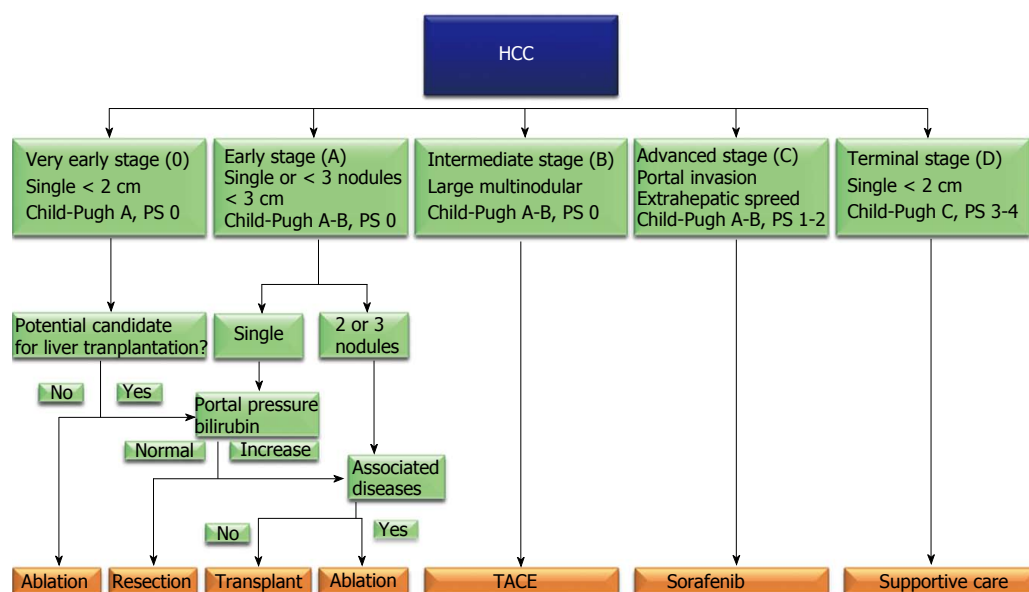 HCC
Very early stage (0)
Single < 2 cm
Child-Pugh A, PS 0
Early stage (A)
Single or < 3 nodules
< 3 cm
Child-Pugh A-B, PS 0
Intermediate stage (B)
Large multinodular
Child-Pugh A-B, PS 0
Advanced stage (C)
Portal invasion
Extrahepatic spreed
Child-Pugh A-B, PS 1-2
Terminal stage (D)
Single < 2 cm
Child-Pugh C, PS 3-4
Potential candidate
for liver tranplantation?
Single
2 or 3
nodules
No
Yes
Portal pressure
bilirubin
Normal
Increase
Associated
diseases
No
Yes
Ablation
Resection
Transplant
Ablation
TACE
Sorafenib
Supportive care